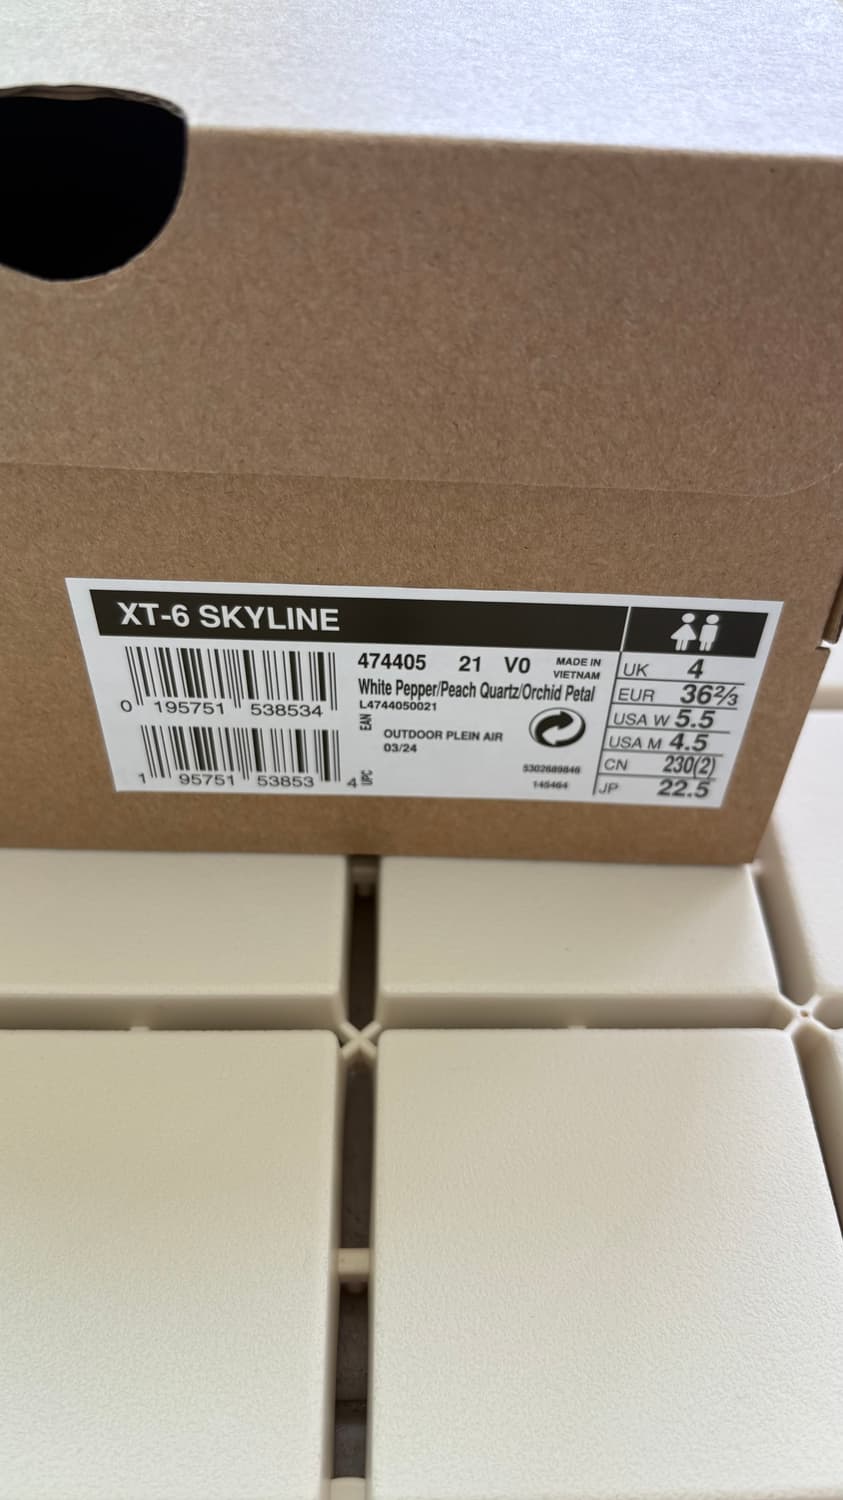 XT-6 SKYLINE
474405 21 V0 MADE IN VIETNAM
White Pepper/Peach Quartz/Orchid Petal
L4744050021
0 195751 538534
EAN
OUTDOOR PLEIN AIR
03/24
5302689846
145464
1 95751 53853 4
UPC
UK 4
EUR 36⅔
USA W 5.5
USA M 4.5
CN 230(2)
JP 22.5